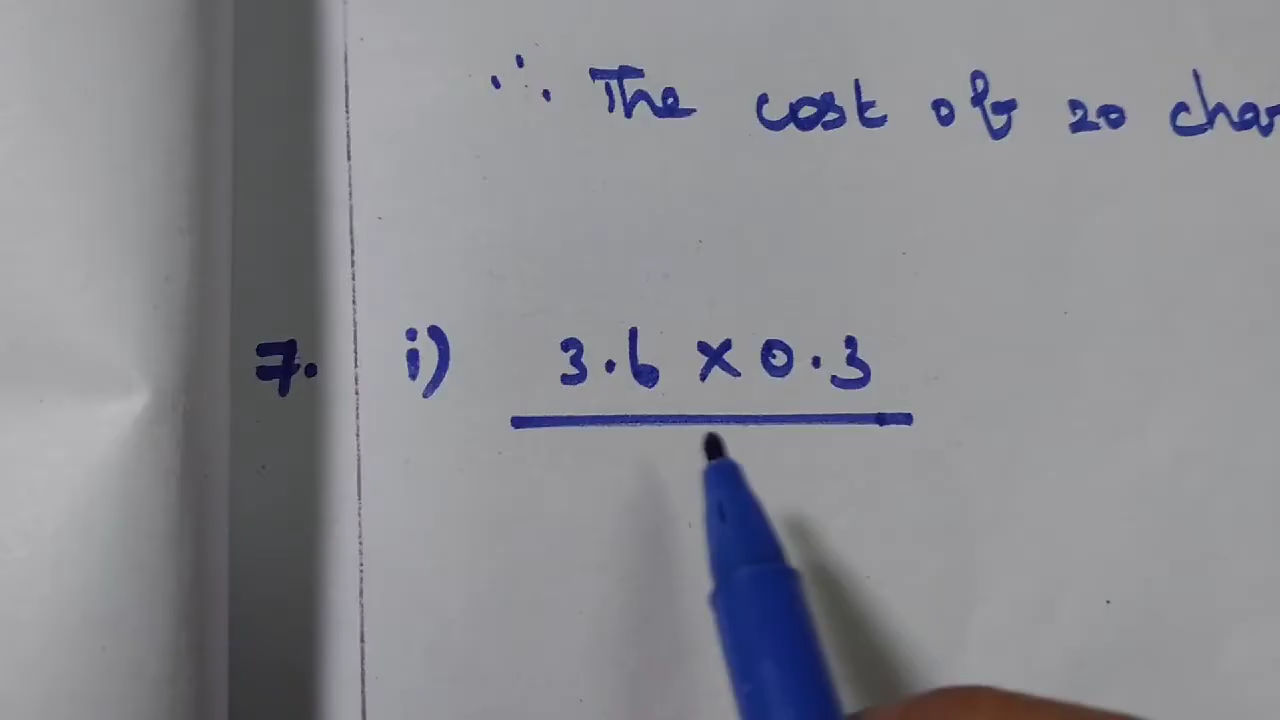 ∴ The cost of 20
7. i) 3.6 × 0.3